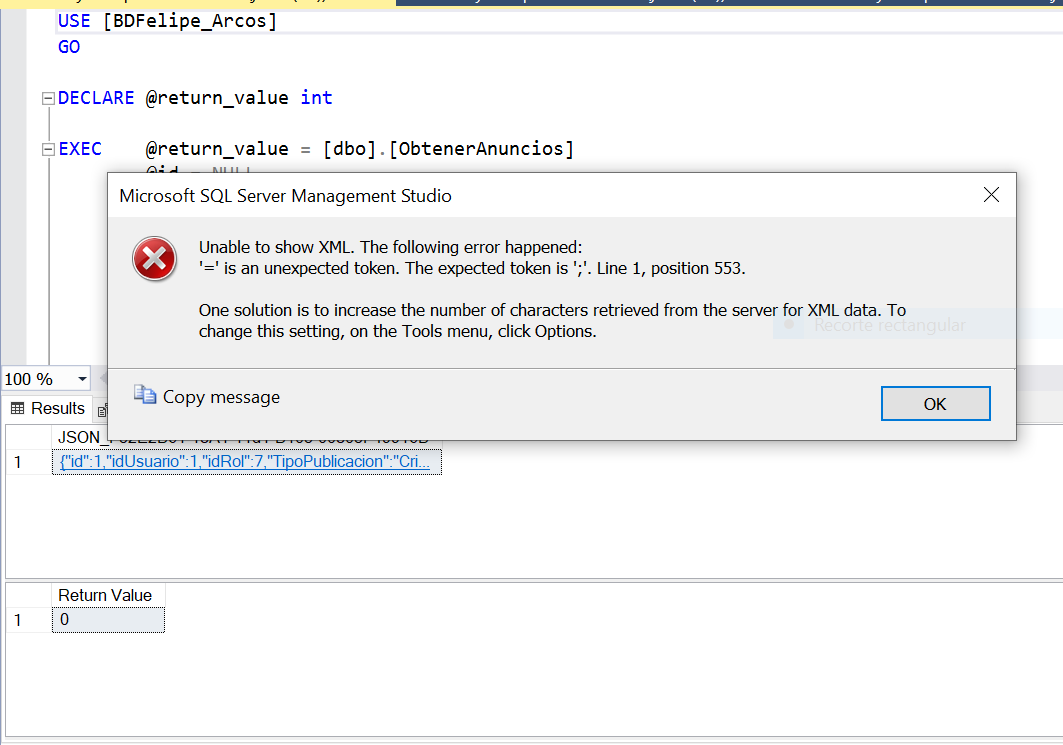 USE [BDFelipe_Arcos]
GO
DECLARE @return_value int
EXEC @return_value = [dbo].[ObtenerAnuncios]
@id = NULL
Microsoft SQL Server Management Studio
Unable to show XML. The following error happened:
'=' is an unexpected token. The expected token is ';'. Line 1, position 553.
One solution is to increase the number of characters retrieved from the server for XML data. To
change this setting, on the Tools menu, click Options.
Recorte rectangular
Copy message
OK
100 %
Results
1
{"id":1,"idUsuario":1,"idRol":7,"TipoPublicacion":"Cri...
Return Value
1 0